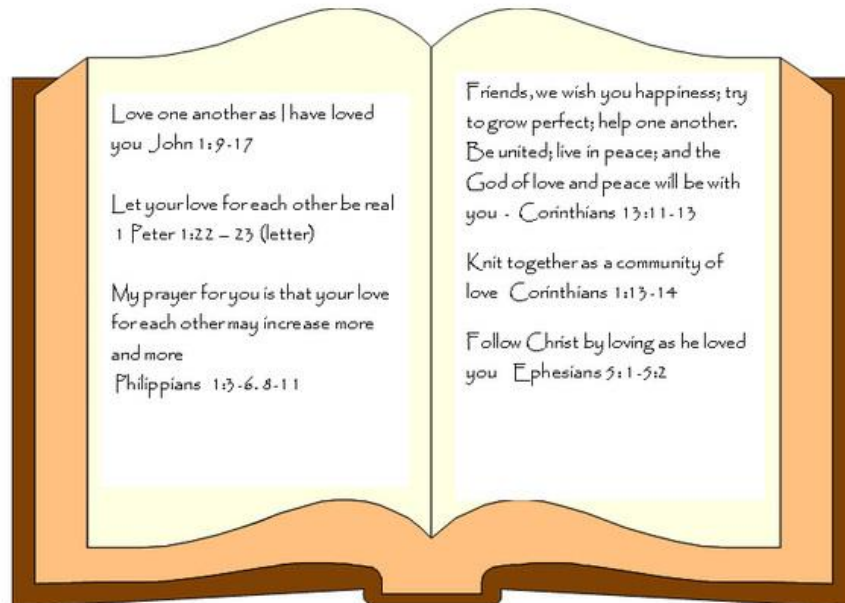 Love one another as I have loved
you John 1:9-17
Let your love for each other be real
1 Peter 1:22 – 23 (letter)
My prayer for you is that your love
for each other may increase more
and more
Philippians 1:3-6. 8-11
Friends, we wish you happiness; try
to grow perfect; help one another.
Be united; live in peace; and the
God of love and peace will be with
you - Corinthians 13:11-13
Knit together as a community of
love Corinthians 1:13-14
Follow Christ by loving as he loved
you Ephesians 5:1-5:2